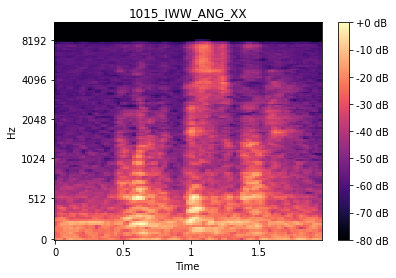 1015_IWW_ANG_XX
+0 dB
8192
-10 dB
4096
-20 dB
-30 dB
2048
Hz
-40 dB
1024
-50 dB
512
-60 dB
-70 dB
0
-80 dB
0
0.5
1
1.5
Time